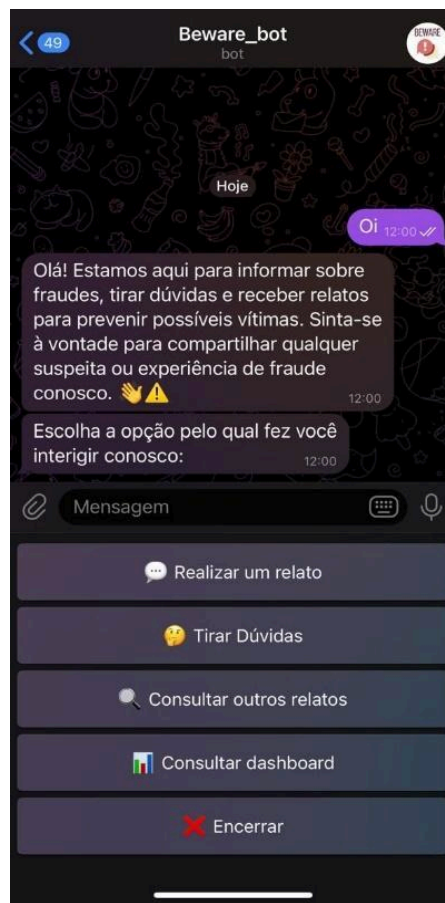 49
Beware_bot
bot
BEWARE
Hoje
Oi 12:00
Olá! Estamos aqui para informar sobre
fraudes, tirar dúvidas e receber relatos
para prevenir possíveis vítimas. Sinta-se
à vontade para compartilhar qualquer
suspeita ou experiência de fraude
conosco. 👋⚠️
12:00
Escolha a opção pelo qual fez você
interigir conosco:
12:00
Mensagem
💬 Realizar um relato
🤔 Tirar Dúvidas
🔍 Consultar outros relatos
📊 Consultar dashboard
❌ Encerrar